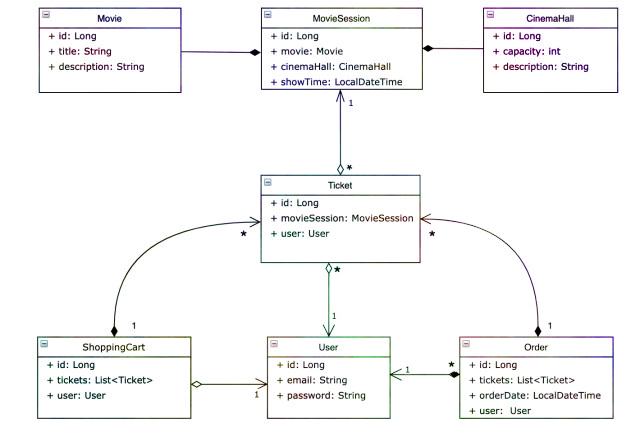 Movie
+ id: Long
+ title: String
+ description: String
MovieSession
+ id: Long
+ movie: Movie
+ cinemaHall: CinemaHall
+ showTime: LocalDateTime
CinemaHall
+ id: Long
+ capacity: int
+ description: String
1
*
Ticket
+ id: Long
+ movieSession: MovieSession
+ user: User
*
*
*
1
1
1
ShoppingCart
+ id: Long
+ tickets: List<Ticket>
+ user: User
1
User
+ id: Long
+ email: String
+ password: String
1
*
Order
+ id: Long
+ tickets: List<Ticket>
+ orderDate: LocalDateTime
+ user: User